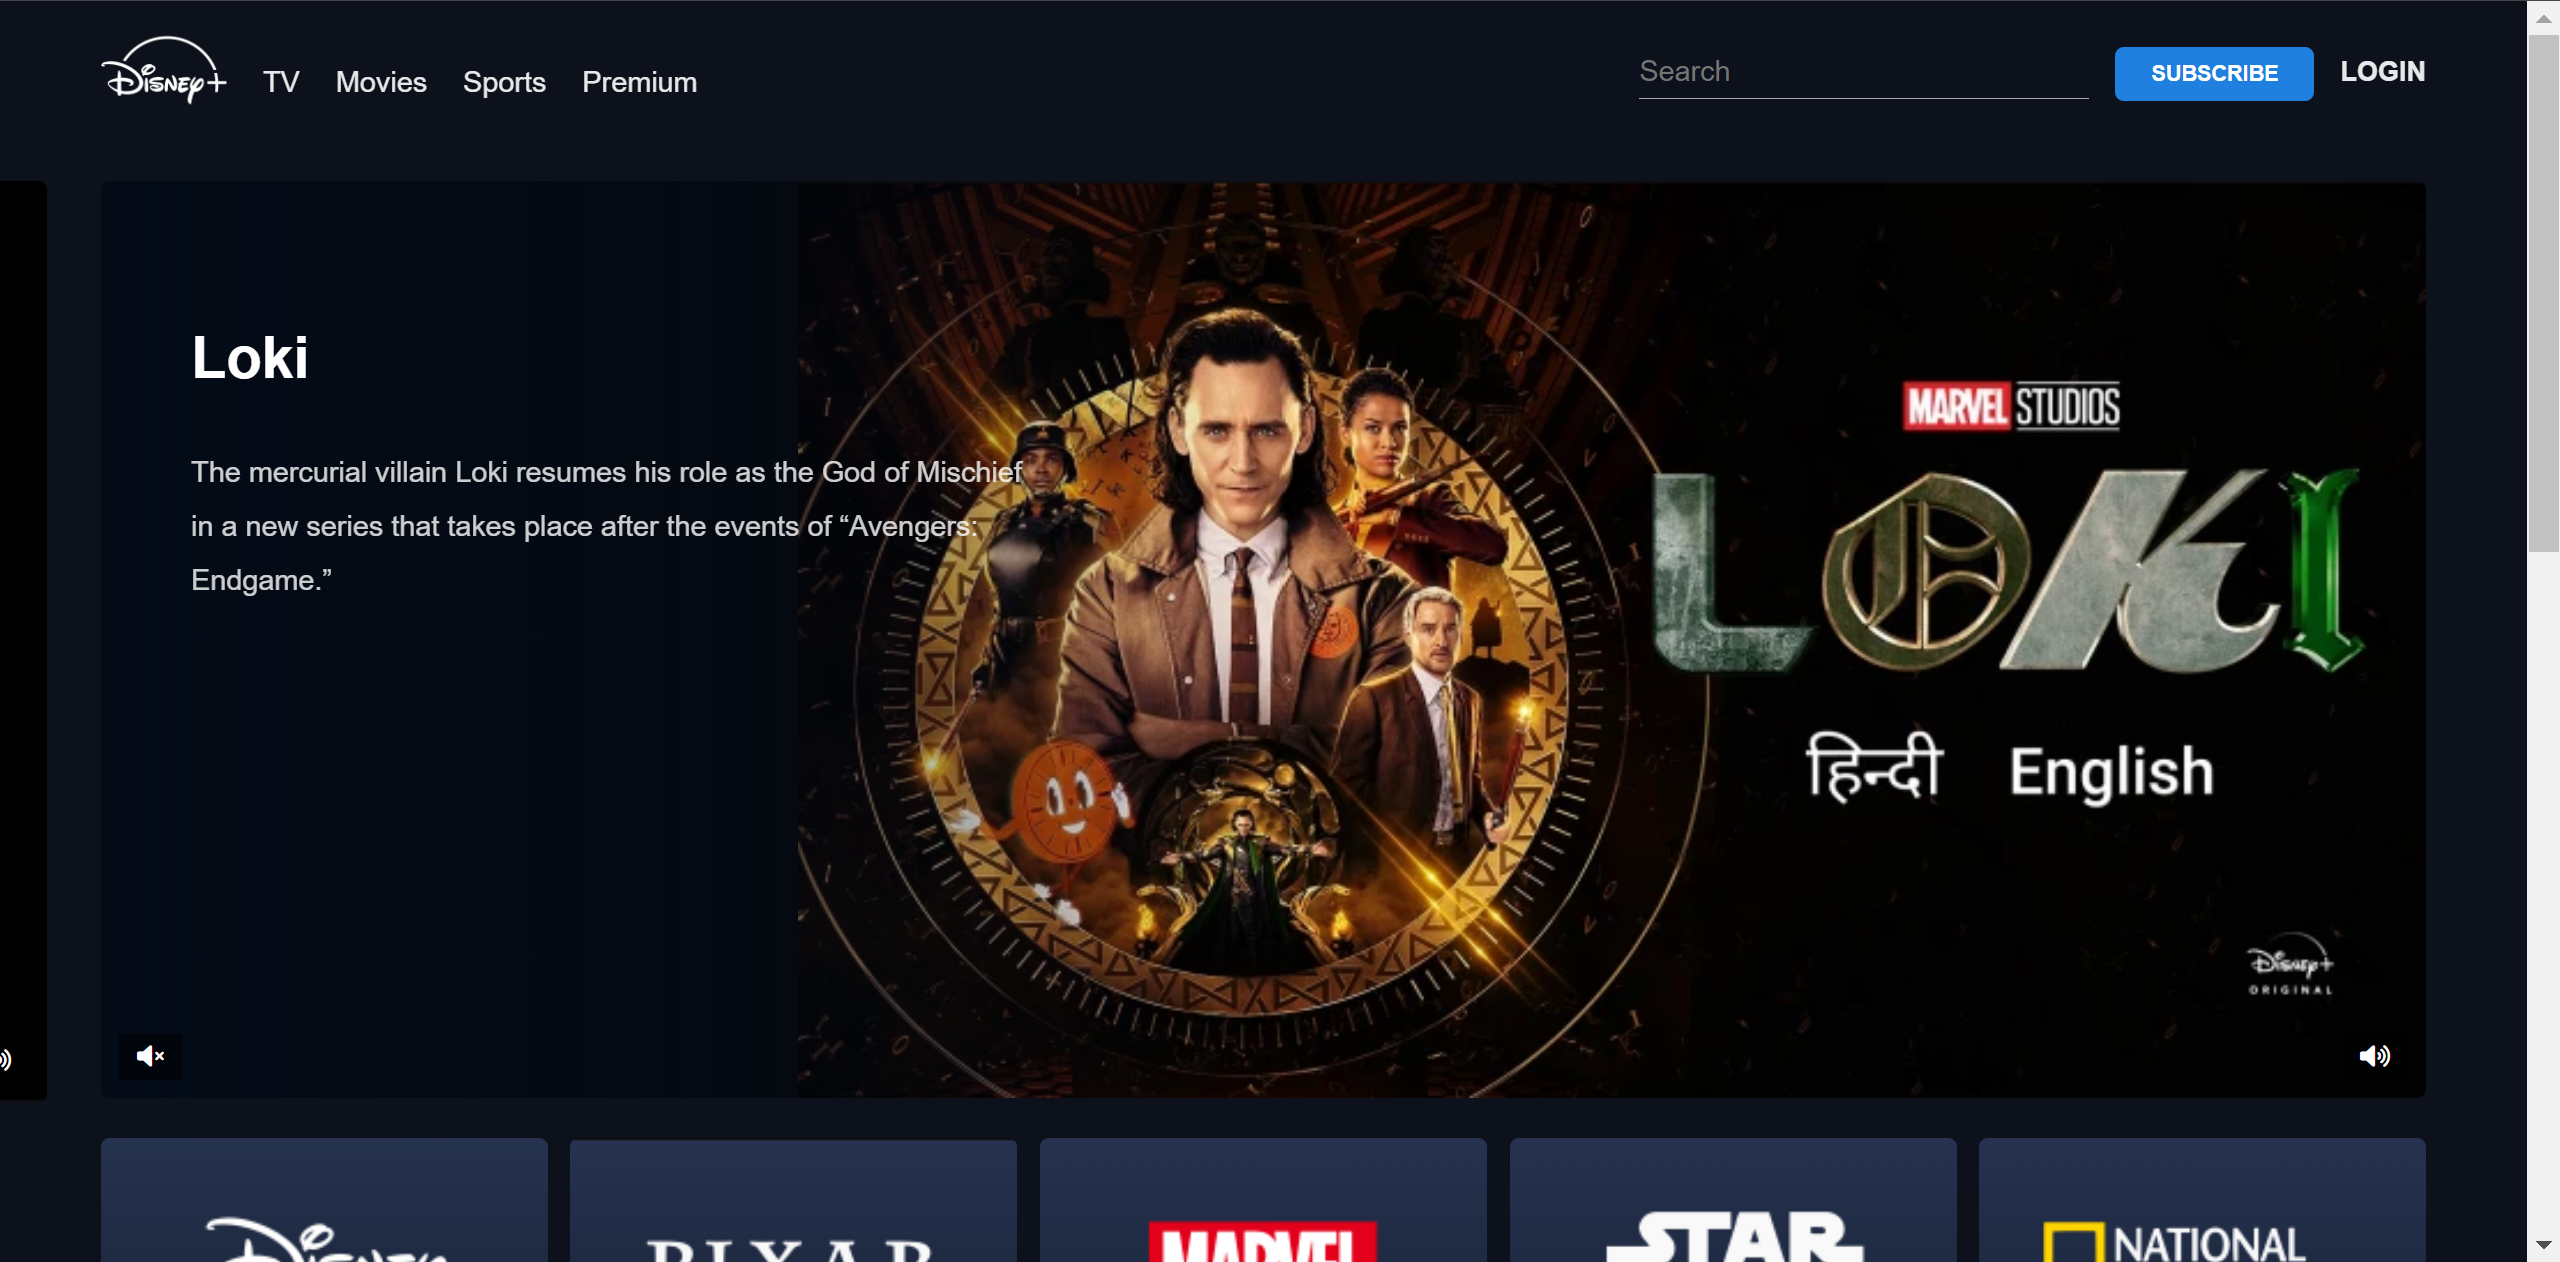 Disney+
TV
Movies
Sports
Premium
Search
SUBSCRIBE
LOGIN
Loki
The mercurial villain Loki resumes his role as the God of Mischief
in a new series that takes place after the events of “Avengers:
Endgame.”
MARVEL STUDIOS
LOKI
हिन्दी English
Disney+
ORIGINAL
DISNEY
PIXAR
MARVEL
STAR
NATIONAL